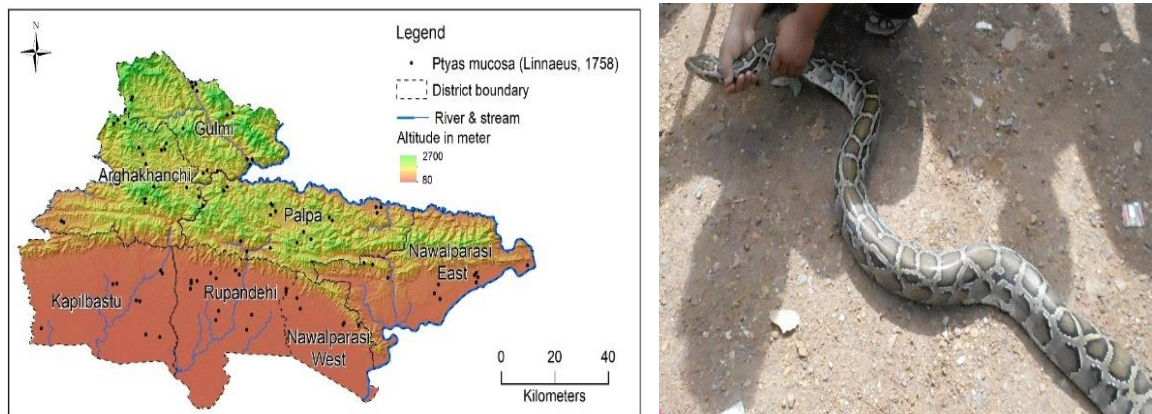 N
Legend
Ptyas mucosa (Linnaeus, 1758)
District boundary
River & stream
Altitude in meter
2700
80
Gulmi
Arghakhanchi
Palpa
Nawalparasi
East
Kapilbastu
Rupandehi
Nawalparasi
West
0 20 40
Kilometers